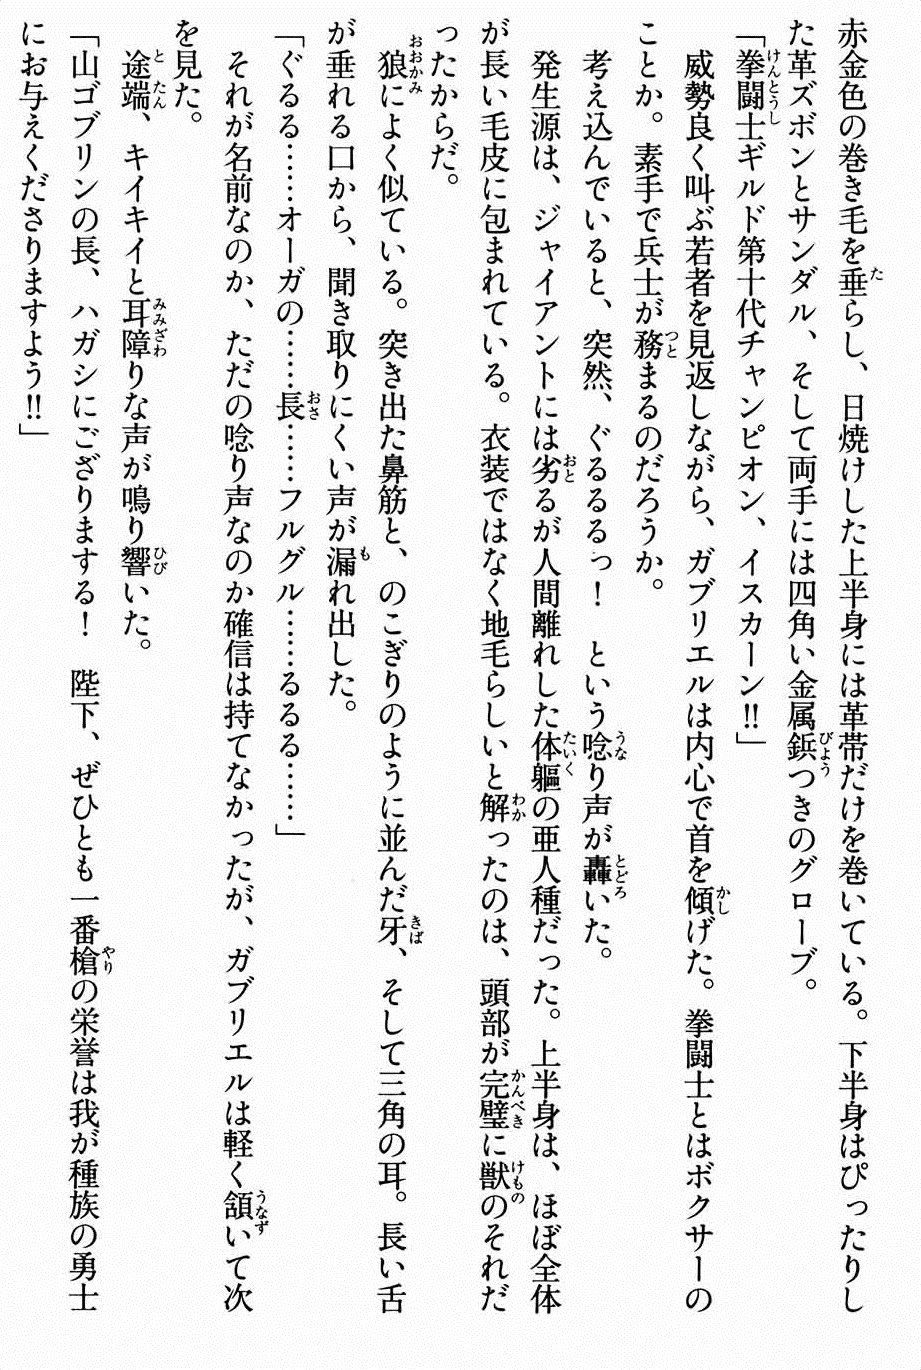 赤金色の巻き毛を垂らし、日焼けした上半身には革帯だけを巻いている。下半身はぴったりし
た革ズボンとサンダル、そして両手には四角い金属鋲つきのグローブ。
「拳闘士ギルド第十代チャンピオン、イスカーン!!」
　威勢良く叫ぶ若者を見返しながら、ガブリエルは内心で首を傾げた。拳闘士とはボクサーの
ことか。素手で兵士が務まるのだろうか。
　考え込んでいると、突然、ぐるるるっ！　という唸り声が轟いた。
　発生源は、ジャイアントには劣るが人間離れした体軀の亜人種だった。上半身は、ほぼ全体
が長い毛皮に包まれている。衣装ではなく地毛らしいと解ったのは、頭部が完璧に獣のそれだ
ったからだ。
　狼によく似ている。突き出た鼻筋と、のこぎりのように並んだ牙、そして三角の耳。長い舌
が垂れる口から、聞き取りにくい声が漏れ出した。
「ぐるる……オーガの……長……フルグル……るるる……」
　それが名前なのか、ただの唸り声なのか確信は持てなかったが、ガブリエルは軽く頷いて次
を見た。
　途端、キイキイと耳障りな声が鳴り響いた。
「山ゴブリンの長、ハガシにござりまする！　陛下、ぜひとも一番槍の栄誉は我が種族の勇士
にお与えくださりますよう!!」